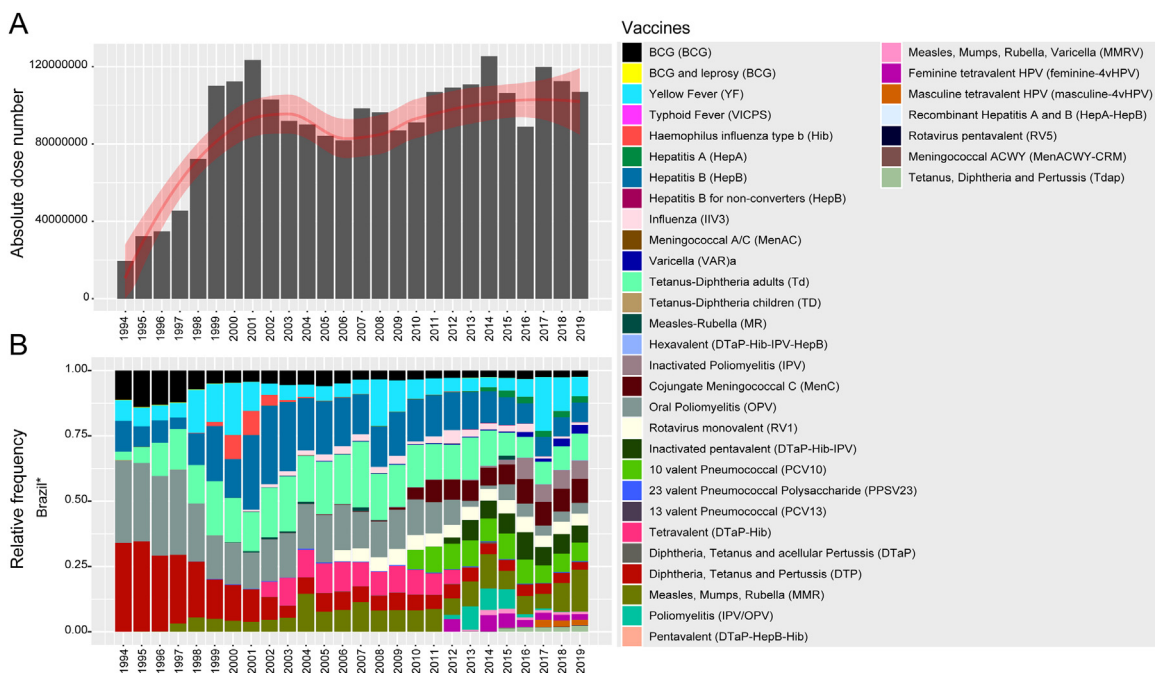 A
Absolute dose number
120000000
80000000
40000000
0
1994
1995
1996
1997
1998
1999
2000
2001
2002
2003
2004
2005
2006
2007
2008
2009
2010
2011
2012
2013
2014
2015
2016
2017
2018
2019
B
Relative frequency
Brazil*
1.00
0.75
0.50
0.25
0.00
1994
1995
1996
1997
1998
1999
2000
2001
2002
2003
2004
2005
2006
2007
2008
2009
2010
2011
2012
2013
2014
2015
2016
2017
2018
2019
Vaccines
BCG (BCG)
BCG and leprosy (BCG)
Yellow Fever (YF)
Typhoid Fever (VICPS)
Haemophilus influenza type b (Hib)
Hepatitis A (HepA)
Hepatitis B (HepB)
Hepatitis B for non-converters (HepB)
Influenza (IIV3)
Meningococcal A/C (MenAC)
Varicella (VAR)a
Tetanus-Diphtheria adults (Td)
Tetanus-Diphtheria children (TD)
Measles-Rubella (MR)
Hexavalent (DTaP-Hib-IPV-HepB)
Inactivated Poliomyelitis (IPV)
Cojungate Meningococcal C (MenC)
Oral Poliomyelitis (OPV)
Rotavirus monovalent (RV1)
Inactivated pentavalent (DTaP-Hib-IPV)
10 valent Pneumococcal (PCV10)
23 valent Pneumococcal Polysaccharide (PPSV23)
13 valent Pneumococcal (PCV13)
Tetravalent (DTaP-Hib)
Diphtheria, Tetanus and acellular Pertussis (DTaP)
Diphtheria, Tetanus and Pertussis (DTP)
Measles, Mumps, Rubella (MMR)
Poliomyelitis (IPV/OPV)
Pentavalent (DTaP-HepB-Hib)
Measles, Mumps, Rubella, Varicella (MMRV)
Feminine tetravalent HPV (feminine-4vHPV)
Masculine tetravalent HPV (masculine-4vHPV)
Recombinant Hepatitis A and B (HepA-HepB)
Rotavirus pentavalent (RV5)
Meningococcal ACWY (MenACWY-CRM)
Tetanus, Diphtheria and Pertussis (Tdap)